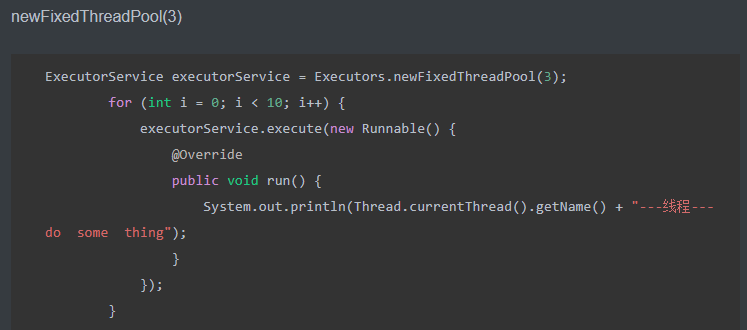 newFixedThreadPool(3)
ExecutorService executorService = Executors.newFixedThreadPool(3);
        for (int i = 0; i < 10; i++) {
            executorService.execute(new Runnable() {
                @Override
                public void run() {
                    System.out.println(Thread.currentThread().getName() + "---线程---
do  some  thing");
                }
            });
        }